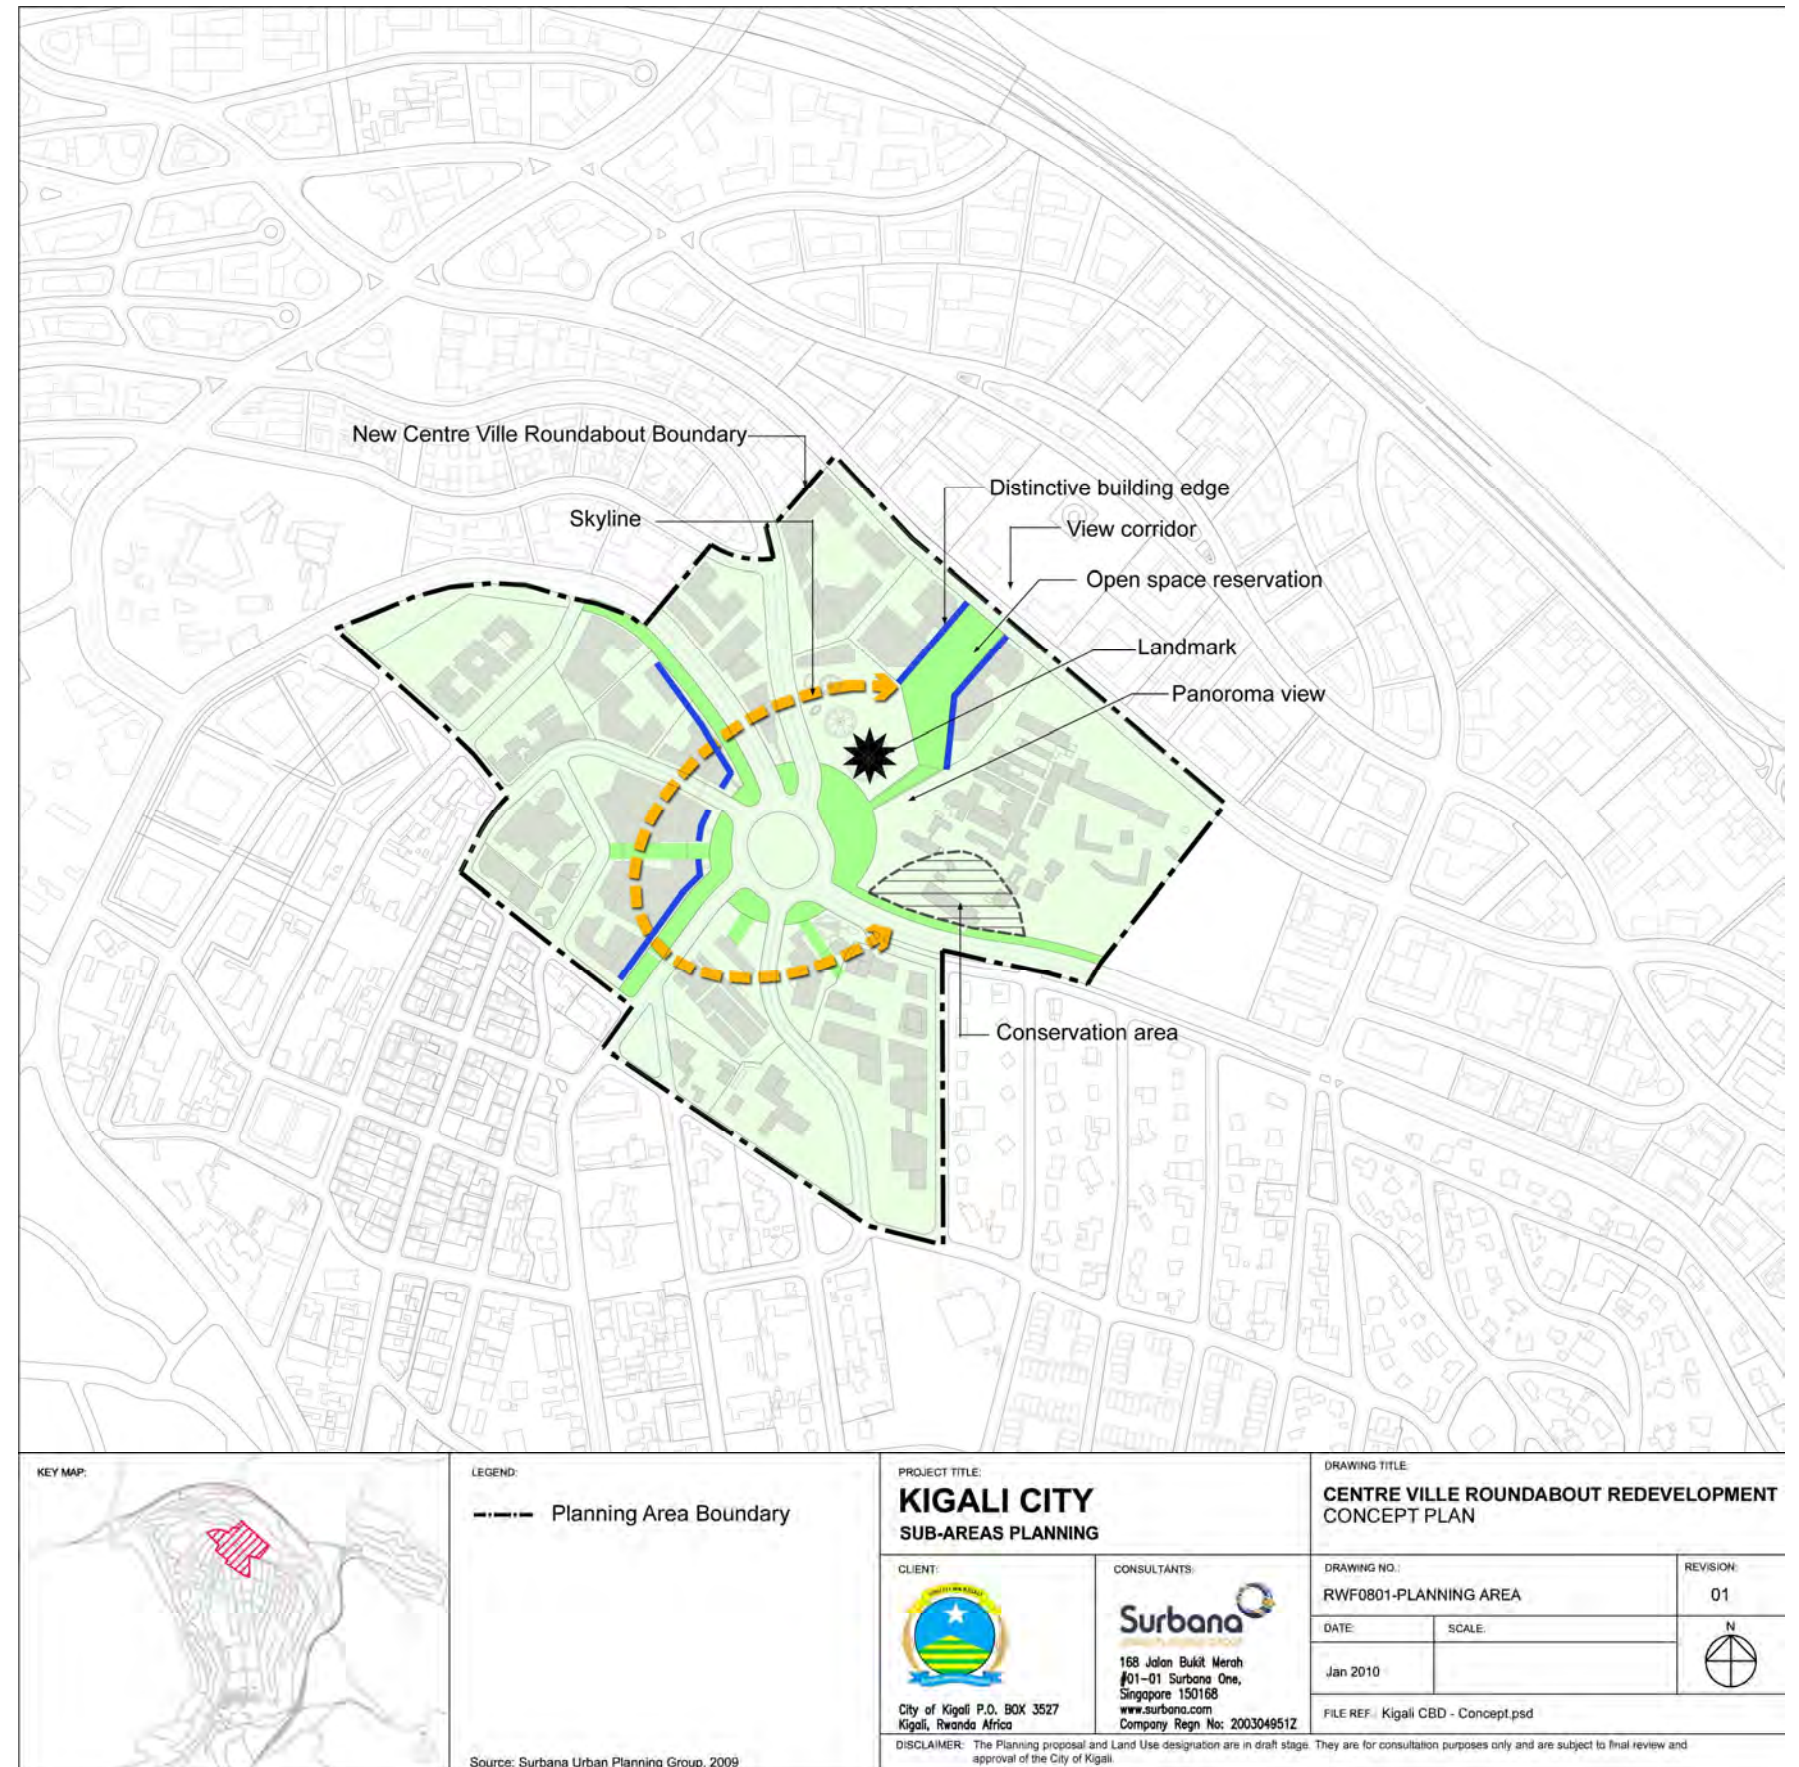 New Centre Ville Roundabout Boundary
Skyline
Distinctive building edge
View corridor
Open space reservation
Landmark
Panoroma view
Conservation area
KEY MAP:
LEGEND:
Planning Area Boundary
Source: Surbana Urban Planning Group, 2009
PROJECT TITLE:
KIGALI CITY
SUB-AREAS PLANNING
CLIENT:
City of Kigali P.O. BOX 3527
Kigali, Rwanda Africa
CONSULTANTS:
Surbana
168 Jalan Bukit Merah
#01-01 Surbana One,
Singapore 150168
www.surbana.com
Company Regn No: 200304951Z
DRAWING TITLE:
CENTRE VILLE ROUNDABOUT REDEVELOPMENT
CONCEPT PLAN
DRAWING NO.:
RWF0801-PLANNING AREA
REVISION:
01
DATE:
Jan 2010
SCALE:
N
FILE REF.: Kigali CBD - Concept.psd
DISCLAIMER: The Planning proposal and Land Use designation are in draft stage. They are for consultation purposes only and are subject to final review and
approval of the City of Kigali.